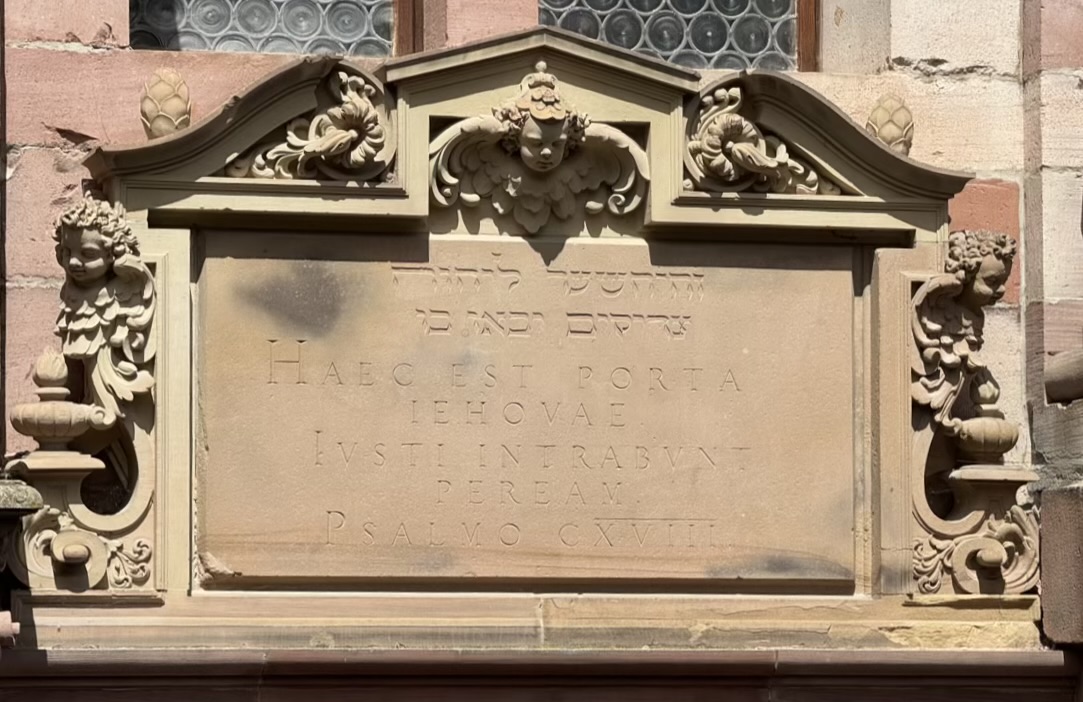 זה השער ליהוה
צדיקים יבאו בו
HAEC EST PORTA
IEHOVAE.
IVSTI INTRABVNT
PER EAM.
PSALMO CXVIII